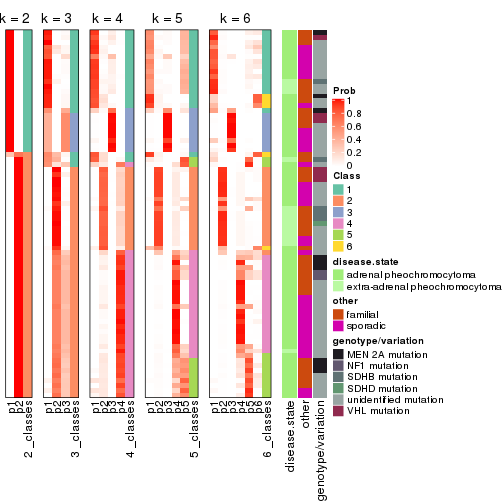 k = 2 k = 3 k = 4 k = 5 k = 6
Prob
1
0.8
0.6
0.4
0.2
0
Class
1
2
3
4
5
6
disease.state
adrenal pheochromocytoma
extra-adrenal pheochromocytoma
other
familial
sporadic
genotype/variation
MEN 2A mutation
NF1 mutation
SDHB mutation
SDHD mutation
unidentified mutation
VHL mutation
p1 p2 2_classes p1 p2 p3 3_classes p1 p2 p3 p4 4_classes p1 p2 p3 p4 p5 5_classes p1 p2 p3 p4 p5 p6 6_classes disease.state other genotype/variation